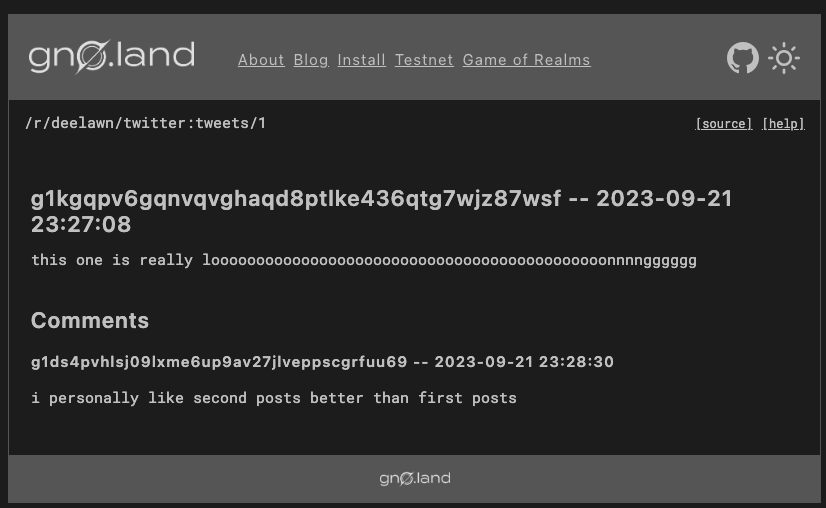 gnø.land
About Blog Install Testnet Game of Realms
/r/deelawn/twitter:tweets/1 [source] [help]
g1kgqpv6gqnvqvghaqd8ptlke436qtg7wjz87wsf -- 2023-09-21
23:27:08
this one is really looooooooooooooooooooooooooooooooooooooooooooonnnngggggg
Comments
g1ds4pvhlsj09lxme6up9av27jlveppscgrfuu69 -- 2023-09-21 23:28:30
i personally like second posts better than first posts
gnø.land